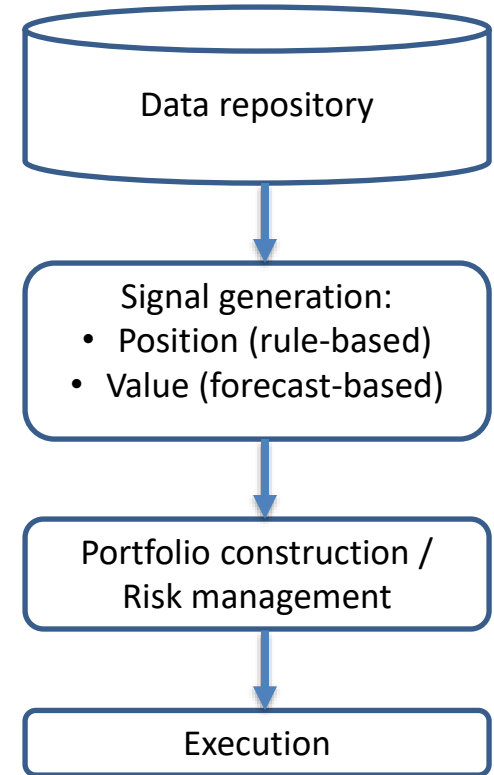 Data repository
Signal generation:
• Position (rule-based)
• Value (forecast-based)
Portfolio construction /
Risk management
Execution